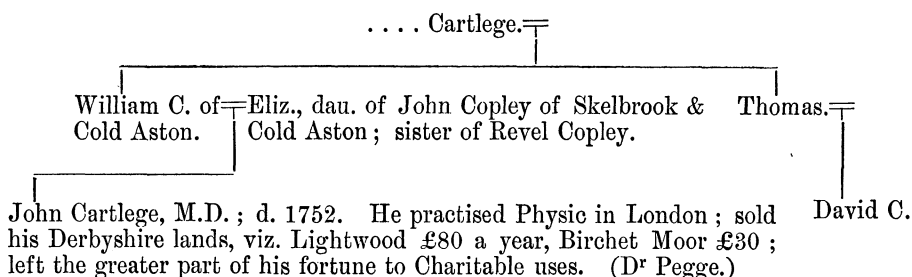 .... Cartlege.
William C. of Eliz., dau. of John Copley of Skelbrook & Thomas.
Cold Aston. Cold Aston; sister of Revel Copley.
John Cartlege, M.D.; d. 1752. He practised Physic in London; sold David C.
his Derbyshire lands, viz. Lightwood £80 a year, Birchet Moor £30;
left the greater part of his fortune to Charitable uses. (Dʳ Pegge.)